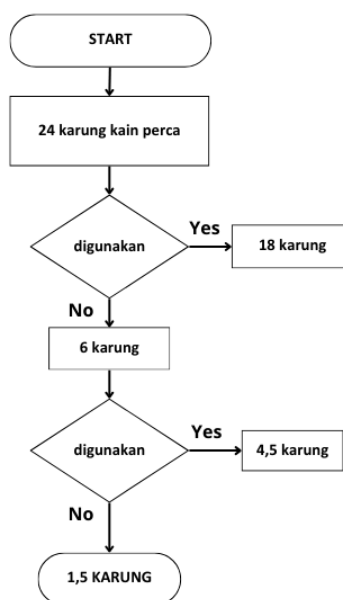 START
24 karung kain perca
digunakan
Yes
18 karung
No
6 karung
digunakan
Yes
4,5 karung
No
1,5 KARUNG